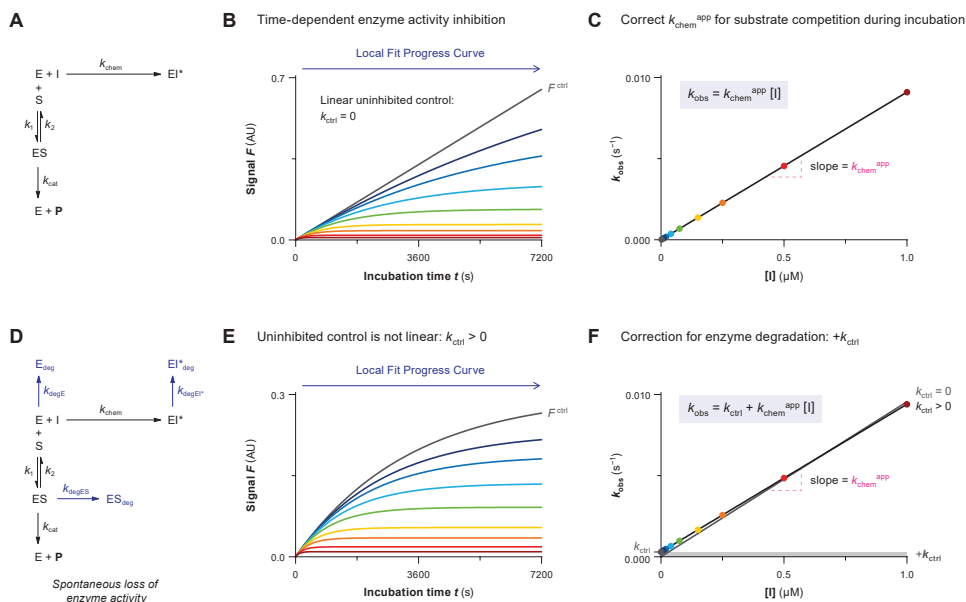 A
E + I
k_chem
EI*
+
S
k_1
k_2
ES
k_cat
E + P
B Time-dependent enzyme activity inhibition
Local Fit Progress Curve
0.7
Linear uninhibited control:
k_ctrl = 0
F^ctrl
Signal F (AU)
0.0
0
3600
7200
Incubation time t (s)
C Correct k_chem^app for substrate competition during incubation
0.010
k_obs = k_chem^app [I]
k_obs (s⁻¹)
slope = k_chem^app
0.000
0
0.5
1.0
[I] (µM)
D
E_deg
EI*_deg
k_degE
k_degEI*
E + I
k_chem
EI*
+
S
k_1
k_2
k_degES
ES
ES_deg
k_cat
E + P
Spontaneous loss of
enzyme activity
E Uninhibited control is not linear: k_ctrl > 0
Local Fit Progress Curve
0.3
F^ctrl
Signal F (AU)
0.0
0
3600
7200
Incubation time t (s)
F Correction for enzyme degradation: +k_ctrl
0.010
k_ctrl = 0
k_ctrl > 0
k_obs = k_ctrl + k_chem^app [I]
k_obs (s⁻¹)
slope = k_chem^app
k_ctrl
0.000
+k_ctrl
0
0.5
1.0
[I] (µM)